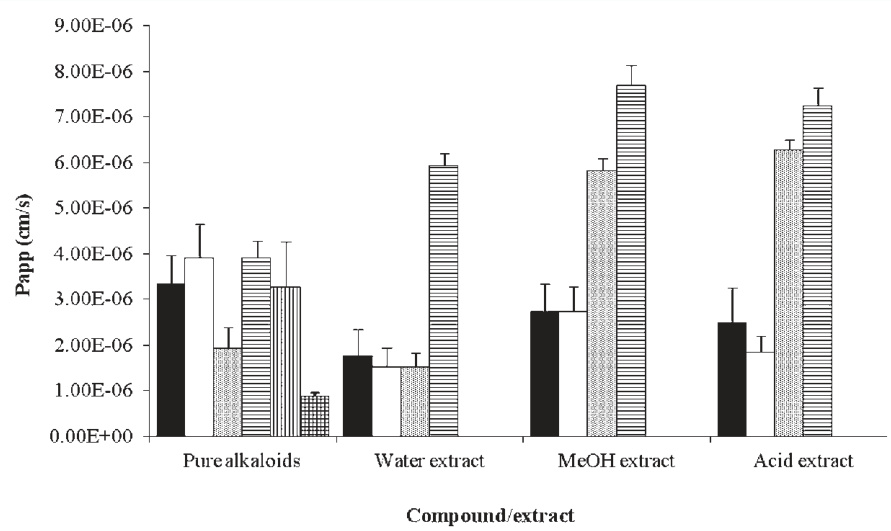 9.00E-06
8.00E-06
7.00E-06
6.00E-06
5.00E-06
4.00E-06
3.00E-06
2.00E-06
1.00E-06
0.00E+00
Papp (cm/s)
Pure alkaloids
Water extract
MeOH extract
Acid extract
Compound/extract